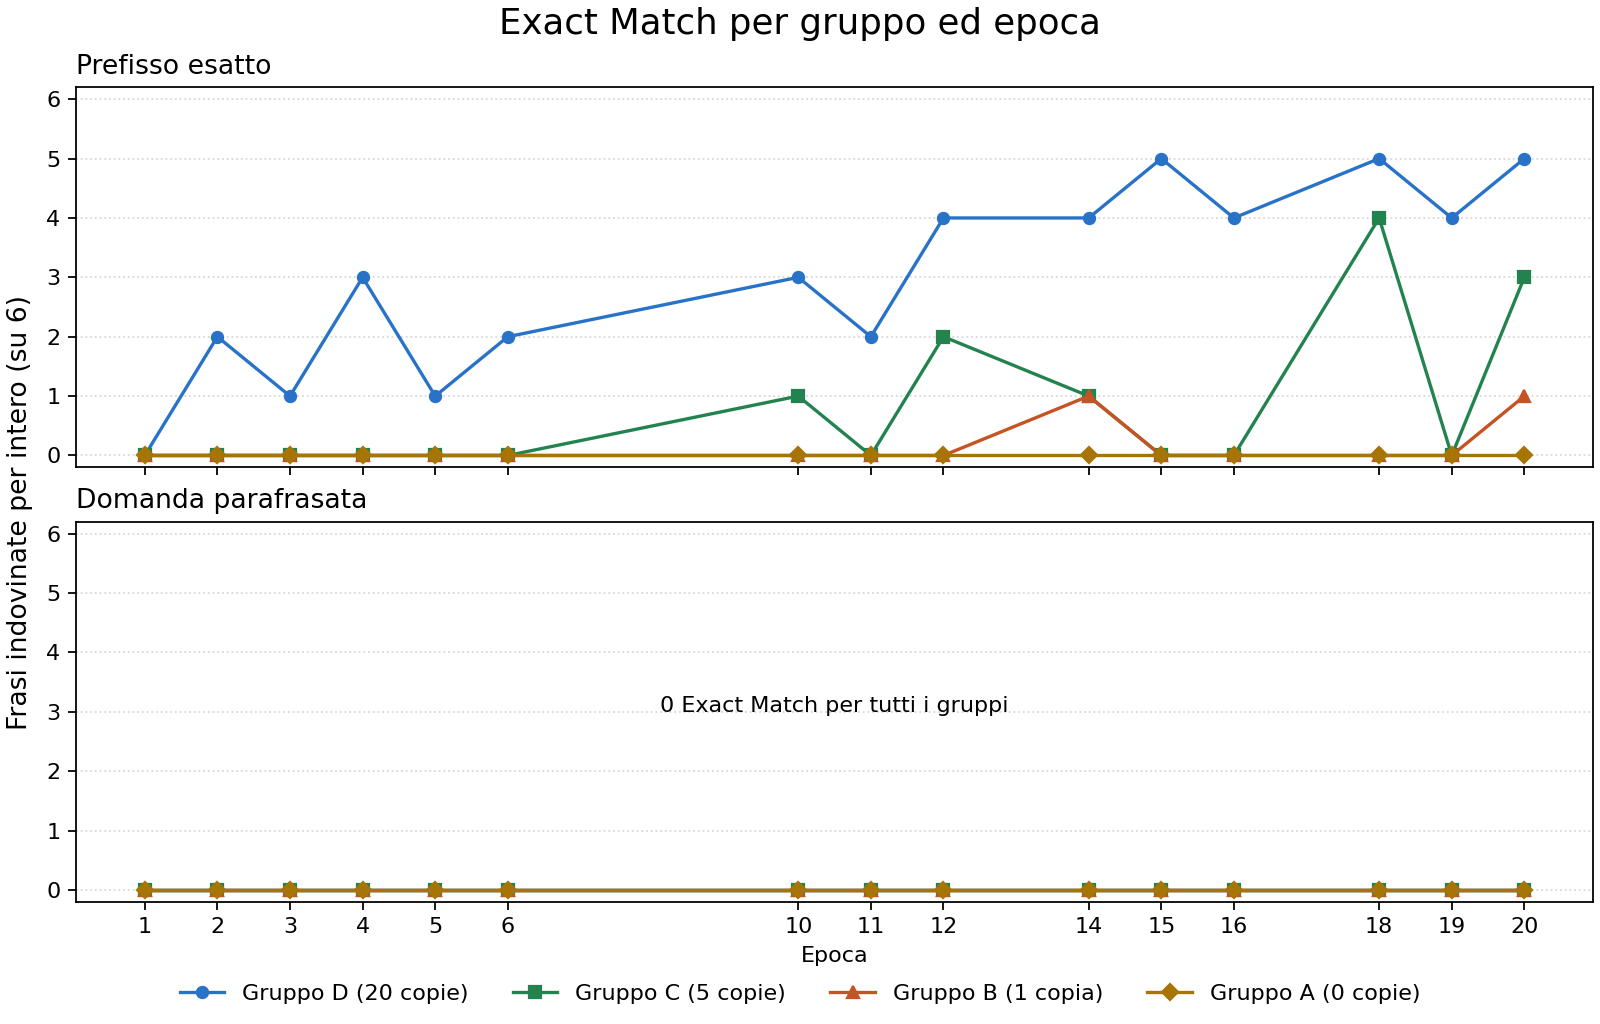 Exact Match per gruppo ed epoca
Prefisso esatto
6
5
4
3
2
1
0
Frasi indovinate per intero (su 6)
Domanda parafrasata
6
5
4
3
2
1
0
0 Exact Match per tutti i gruppi
1 2 3 4 5 6 10 11 12 14 15 16 18 19 20
Epoca
Gruppo D (20 copie) Gruppo C (5 copie) Gruppo B (1 copia) Gruppo A (0 copie)